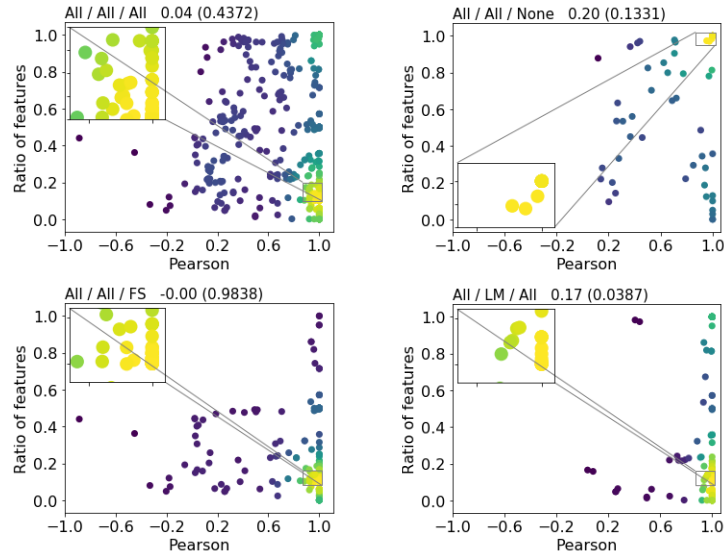 All / All / All 0.04 (0.4372)
Ratio of features
1.0
0.8
0.6
0.4
0.2
0.0
−1.0 −0.6 −0.2 0.2 0.6 1.0
Pearson
All / All / None 0.20 (0.1331)
Ratio of features
1.0
0.8
0.6
0.4
0.2
0.0
−1.0 −0.6 −0.2 0.2 0.6 1.0
Pearson
All / All / FS -0.00 (0.9838)
Ratio of features
1.0
0.8
0.6
0.4
0.2
0.0
−1.0 −0.6 −0.2 0.2 0.6 1.0
Pearson
All / LM / All 0.17 (0.0387)
Ratio of features
1.0
0.8
0.6
0.4
0.2
0.0
−1.0 −0.6 −0.2 0.2 0.6 1.0
Pearson